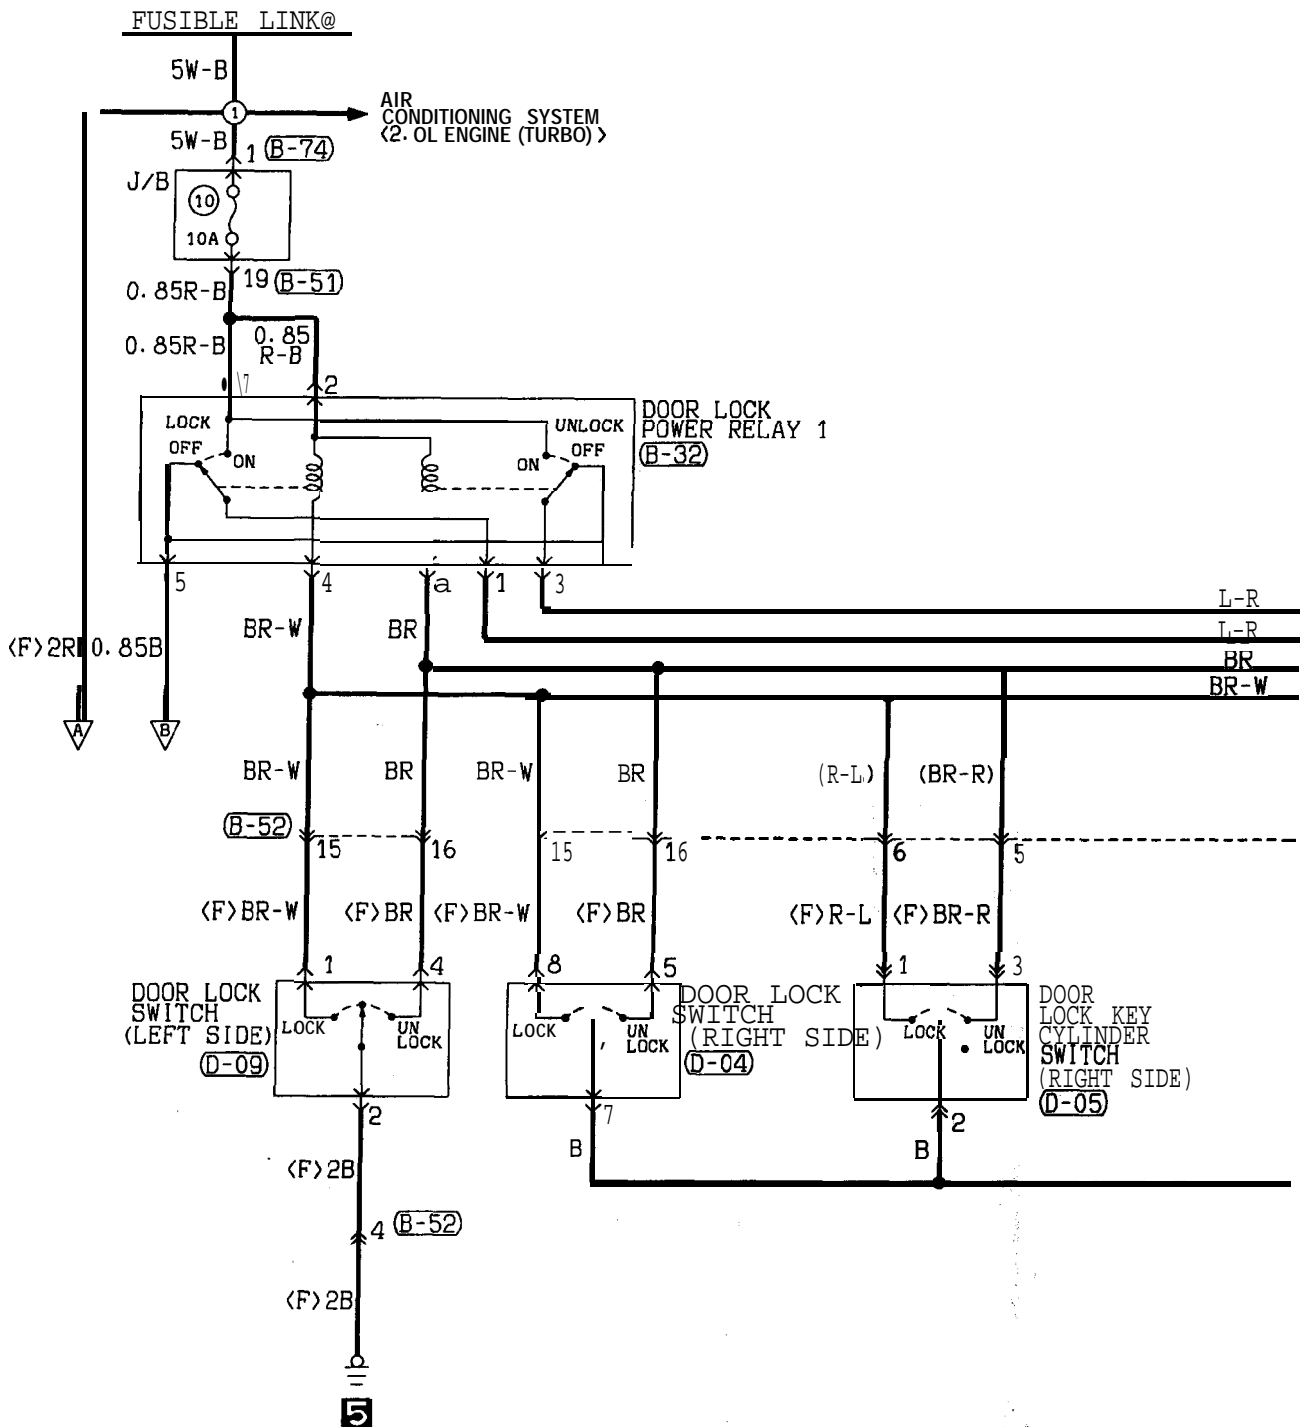 FUSIBLE LINK@
5W-B
1
AIR
CONDITIONING SYSTEM
<2. OL ENGINE (TURBO) >
5W-B
1 B-74
J/B
10
10A
19 B-51
0. 85R-B
0. 85R-B
0. 85
R-B
\7
2
DOOR LOCK
POWER RELAY 1
B-32
LOCK
OFF
ON
UNLOCK
OFF
ON
5
4
a
1
3
L-R
L-R
BR
BR-W
BR-W
BR
<F>2R
0. 85B
A
B
BR-W
BR
BR-W
BR
(R-L)
(BR-R)
B-52
15
16
15
16
6
5
<F>BR-W
<F>BR
<F>BR-W
<F>BR
<F>R-L
<F>BR-R
1
4
8
5
1
3
DOOR LOCK
SWITCH
(LEFT SIDE)
D-09
LOCK
UN
LOCK
LOCK
UN
LOCK
DOOR LOCK
SWITCH
(RIGHT SIDE)
D-04
LOCK
UN
LOCK
DOOR
LOCK KEY
CYLINDER
SWITCH
(RIGHT SIDE)
D-05
2
7
2
<F>2B
B
B
4 B-52
<F>2B
5